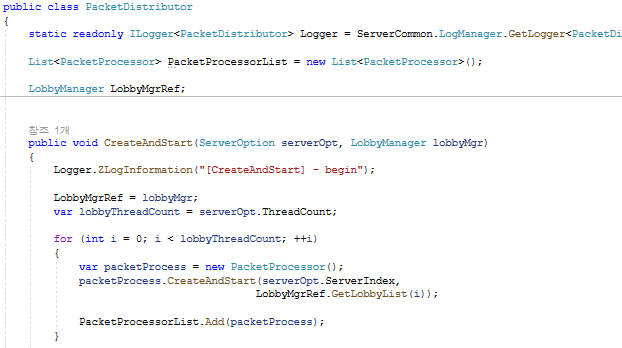 public class PacketDistributor
{
static readonly ILogger<PacketDistributor> Logger = ServerCommon.LogManager.GetLogger<PacketDi
List<PacketProcessor> PacketProcessorList = new List<PacketProcessor>();
LobbyManager LobbyMgrRef;
참조 1개
public void CreateAndStart(ServerOption serverOpt, LobbyManager lobbyMgr)
{
Logger.ZLogInformation("[CreateAndStart] - begin");
LobbyMgrRef = lobbyMgr;
var lobbyThreadCount = serverOpt.ThreadCount;
for (int i = 0; i < lobbyThreadCount; ++i)
{
var packetProcess = new PacketProcessor();
packetProcess.CreateAndStart(serverOpt.ServerIndex,
LobbyMgrRef.GetLobbyList(i));
PacketProcessorList.Add(packetProcess);
}